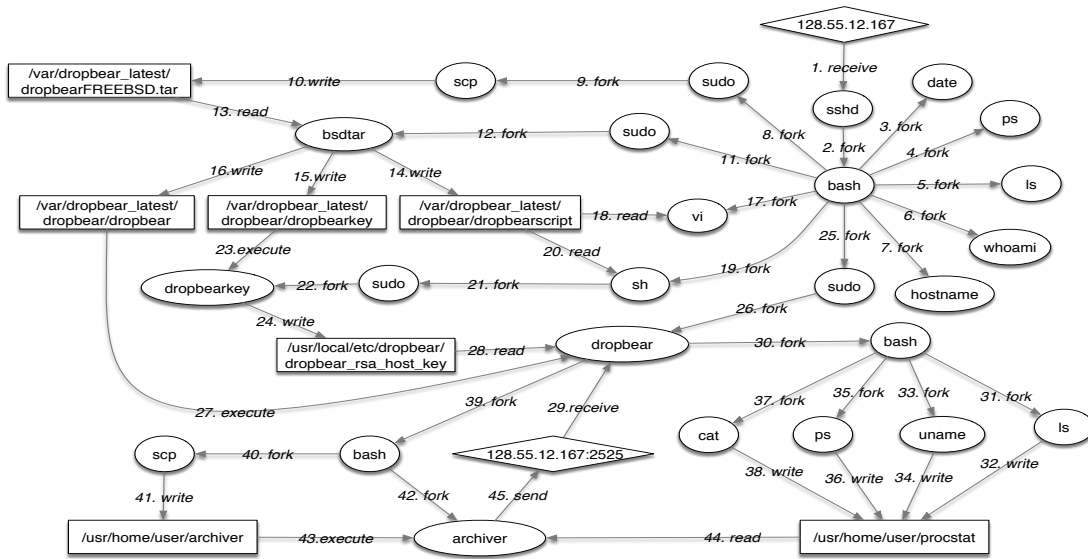 128.55.12.167
1. receive
/var/dropbear_latest/
dropbearFREEBSD.tar
10.write
scp
9. fork
sudo
sshd
3. fork
date
13. read
bsdtar
12. fork
sudo
8. fork
2. fork
4. fork
ps
11. fork
16.write
15.write
14.write
bash
5. fork
ls
/var/dropbear_latest/
dropbear/dropbear
/var/dropbear_latest/
dropbear/dropbearkey
/var/dropbear_latest/
dropbear/dropbearscript
18. read
vi
17. fork
6. fork
whoami
25. fork
7. fork
23.execute
20. read
19. fork
dropbearkey
22. fork
sudo
21. fork
sh
sudo
hostname
24. write
26. fork
/usr/local/etc/dropbear/
dropbear_rsa_host_key
28. read
dropbear
30. fork
bash
27. execute
39. fork
29.receive
37. fork
35. fork
33. fork
31. fork
scp
40. fork
bash
128.55.12.167:2525
cat
ps
uname
ls
41. write
42. fork
45. send
38. write
36. write
34. write
32. write
/usr/home/user/archiver
43.execute
archiver
44. read
/usr/home/user/procstat